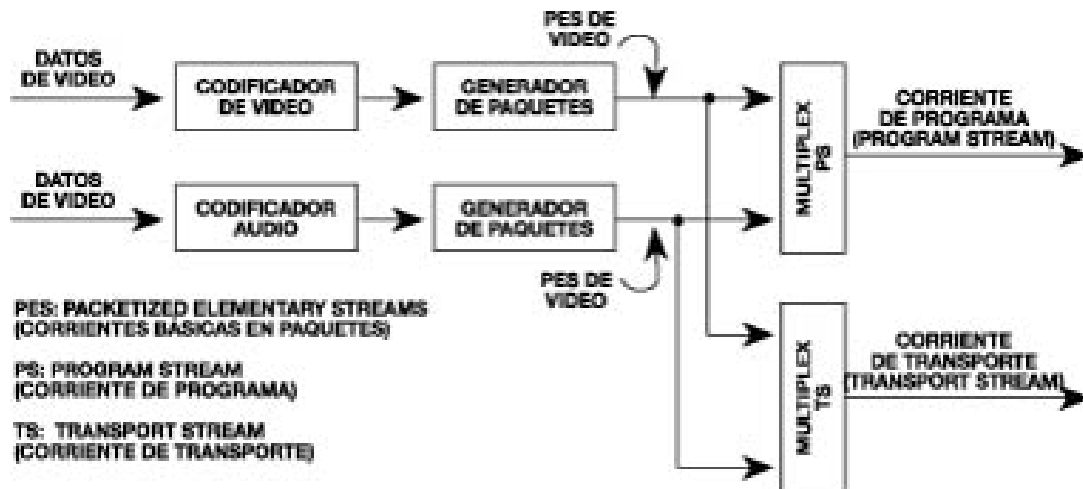 PES DE
VIDEO
DATOS
DE VIDEO
CODIFICADOR
DE VIDEO
GENERADOR
DE PAQUETES
MULTIPLEX
PS
CORRIENTE
DE PROGRAMA
(PROGRAM STREAM)
DATOS
DE VIDEO
CODIFICADOR
AUDIO
GENERADOR
DE PAQUETES
PES DE
VIDEO
PES: PACKETIZED ELEMENTARY STREAMS
(CORRIENTES BÁSICAS EN PAQUETES)
PS: PROGRAM STREAM
(CORRIENTE DE PROGRAMA)
TS: TRANSPORT STREAM
(CORRIENTE DE TRANSPORTE)
MULTIPLEX
TS
CORRIENTE
DE TRANSPORTE
(TRANSPORT STREAM)